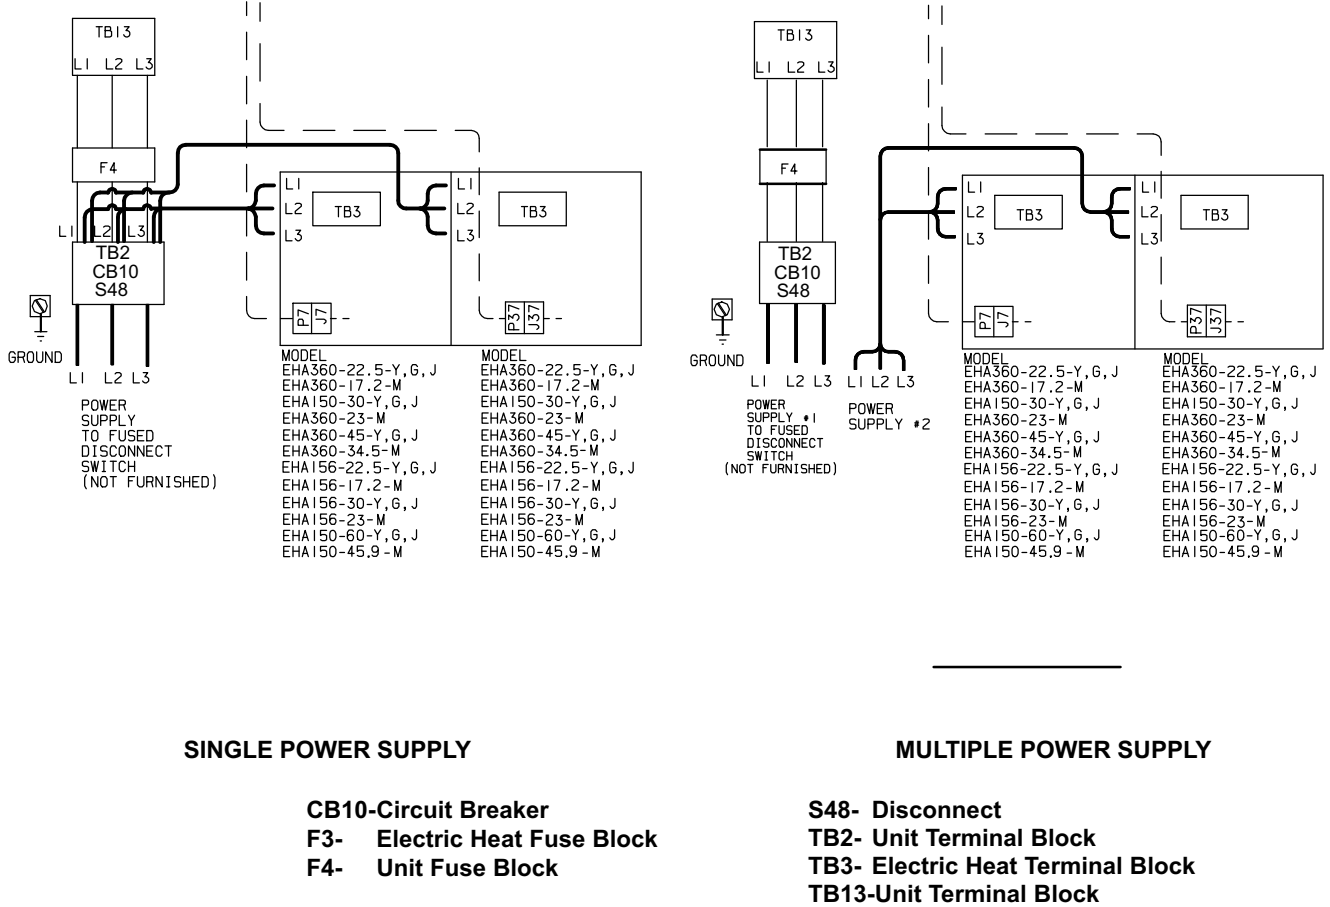 TB13
L1 L2 L3
F4
L1 L2 L3
TB2
CB10
S48
GROUND
L1 L2 L3
POWER
SUPPLY
TO FUSED
DISCONNECT
SWITCH
(NOT FURNISHED)
L1
L2
L3
TB3
P7
J7
MODEL
EHA360-22.5-Y,G,J
EHA360-17.2-M
EHA150-30-Y,G,J
EHA360-23-M
EHA360-45-Y,G,J
EHA360-34.5-M
EHA156-22.5-Y,G,J
EHA156-17.2-M
EHA156-30-Y,G,J
EHA156-23-M
EHA150-60-Y,G,J
EHA150-45.9-M
L1
L2
L3
TB3
P37
J37
MODEL
EHA360-22.5-Y,G,J
EHA360-17.2-M
EHA150-30-Y,G,J
EHA360-23-M
EHA360-45-Y,G,J
EHA360-34.5-M
EHA156-22.5-Y,G,J
EHA156-17.2-M
EHA156-30-Y,G,J
EHA156-23-M
EHA150-60-Y,G,J
EHA150-45.9-M
TB13
L1 L2 L3
F4
TB2
CB10
S48
GROUND
L1 L2 L3
POWER
SUPPLY #1
TO FUSED
DISCONNECT
SWITCH
(NOT FURNISHED)
L1 L2 L3
POWER
SUPPLY #2
L1
L2
L3
TB3
P7
J7
MODEL
EHA360-22.5-Y,G,J
EHA360-17.2-M
EHA150-30-Y,G,J
EHA360-23-M
EHA360-45-Y,G,J
EHA360-34.5-M
EHA156-22.5-Y,G,J
EHA156-17.2-M
EHA156-30-Y,G,J
EHA156-23-M
EHA150-60-Y,G,J
EHA150-45.9-M
L1
L2
L3
TB3
P37
J37
MODEL
EHA360-22.5-Y,G,J
EHA360-17.2-M
EHA150-30-Y,G,J
EHA360-23-M
EHA360-45-Y,G,J
EHA360-34.5-M
EHA156-22.5-Y,G,J
EHA156-17.2-M
EHA156-30-Y,G,J
EHA156-23-M
EHA150-60-Y,G,J
EHA150-45.9-M
SINGLE POWER SUPPLY
MULTIPLE POWER SUPPLY
CB10-Circuit Breaker
F3- Electric Heat Fuse Block
F4- Unit Fuse Block
S48- Disconnect
TB2- Unit Terminal Block
TB3- Electric Heat Terminal Block
TB13-Unit Terminal Block